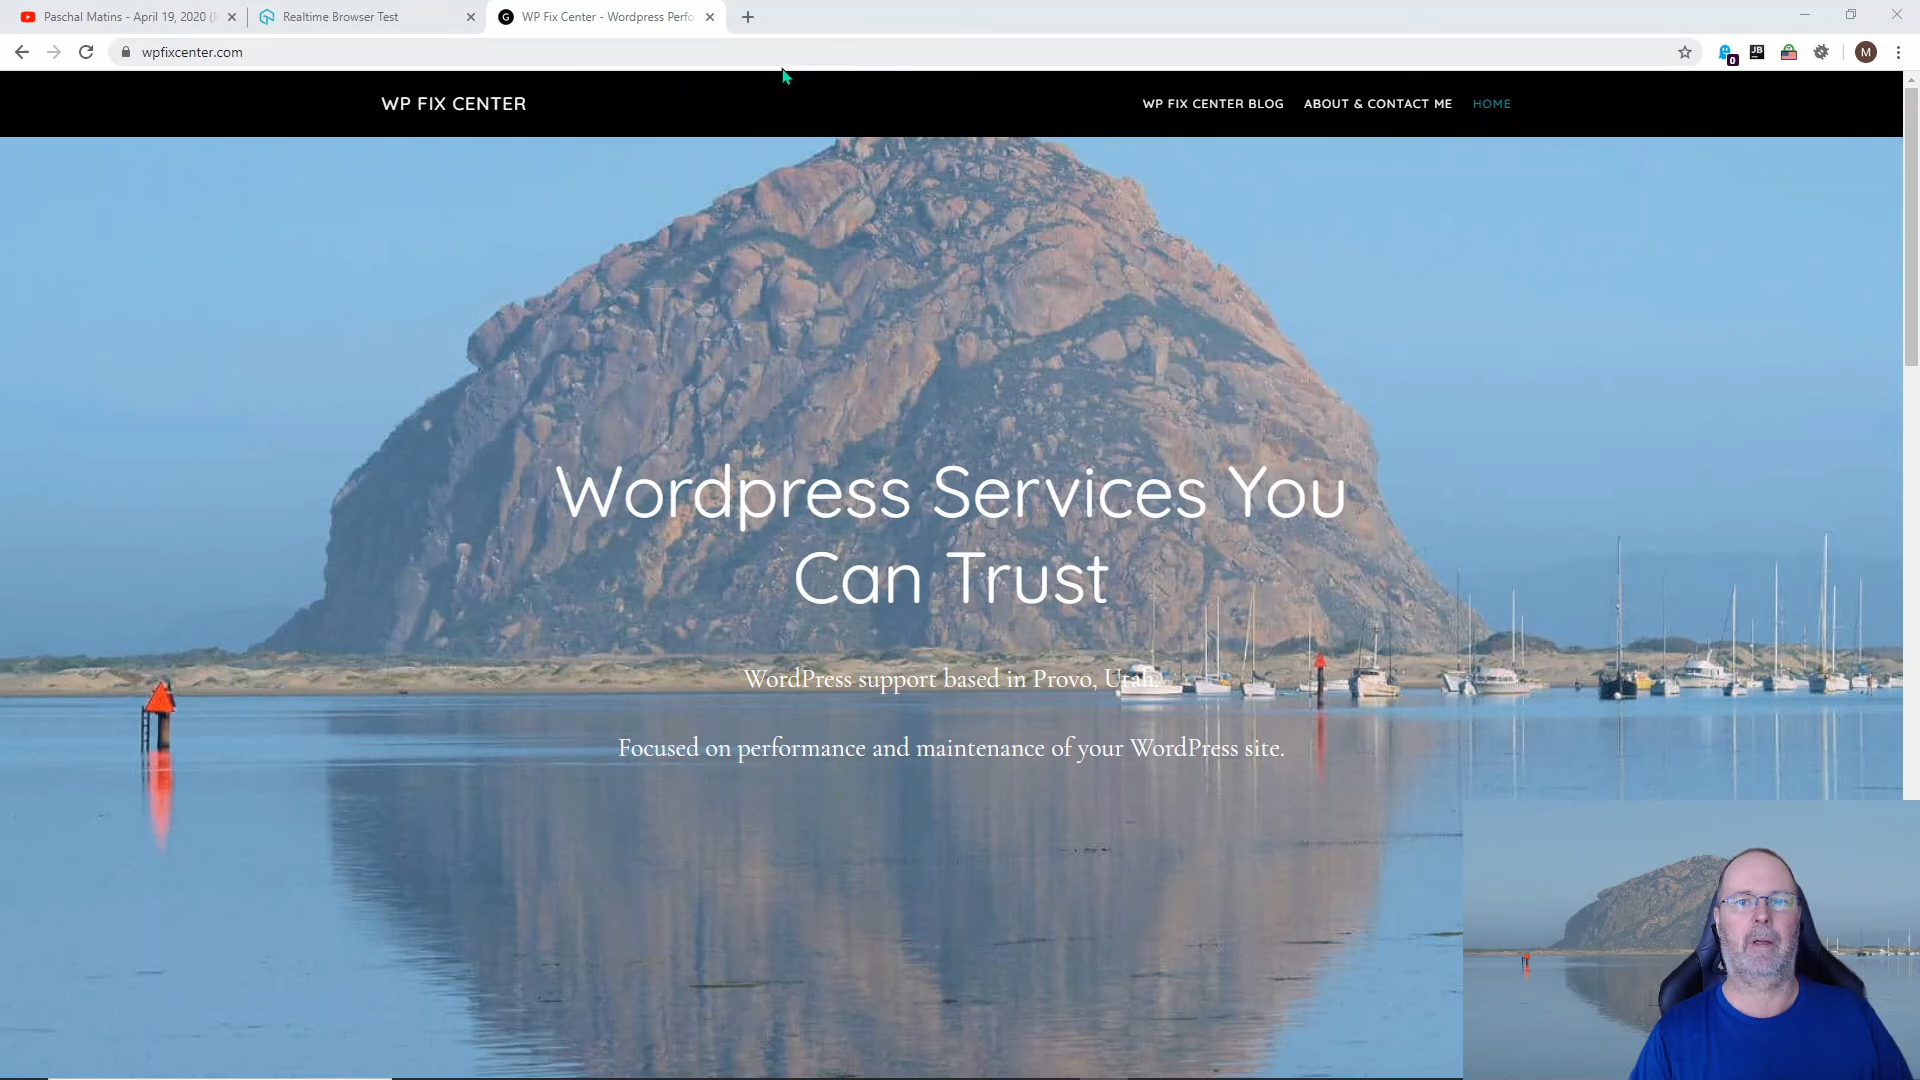 Paschal Matins - April 19, 2020 (
Realtime Browser Test
G
WP Fix Center - Wordpress Perfo
wpfixcenter.com
0
JB
M
WP FIX CENTER
WP FIX CENTER BLOG
ABOUT & CONTACT ME
HOME
Wordpress Services You
Can Trust
WordPress support based in Provo, Utah.
Focused on performance and maintenance of your WordPress site.